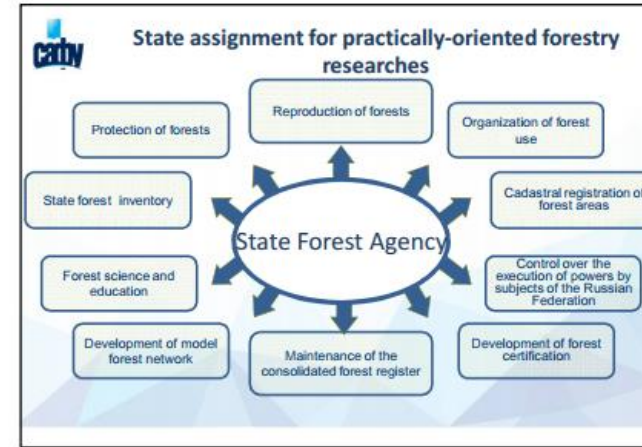 State assignment for practically-oriented forestry
researches
Reproduction of forests
Protection of forests
Organization of forest
use
State forest inventory
Cadastral registration of
forest areas
State Forest Agency
Forest science and
education
Control over the
execution of powers by
subjects of the Russian
Federation
Development of model
forest network
Maintenance of the
consolidated forest register
Development of forest
certification